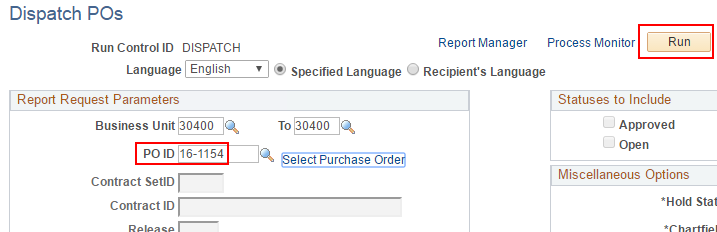 Dispatch POs
Run Control ID DISPATCH Report Manager Process Monitor Run
Language English Specified Language Recipient's Language
Report Request Parameters
Business Unit 30400 To 30400
PO ID 16-1154 Select Purchase Order
Contract SetID
Contract ID
Release
Statuses to Include
Approved
Open
Miscellaneous Options
*Hold Stat
*Chartfiel